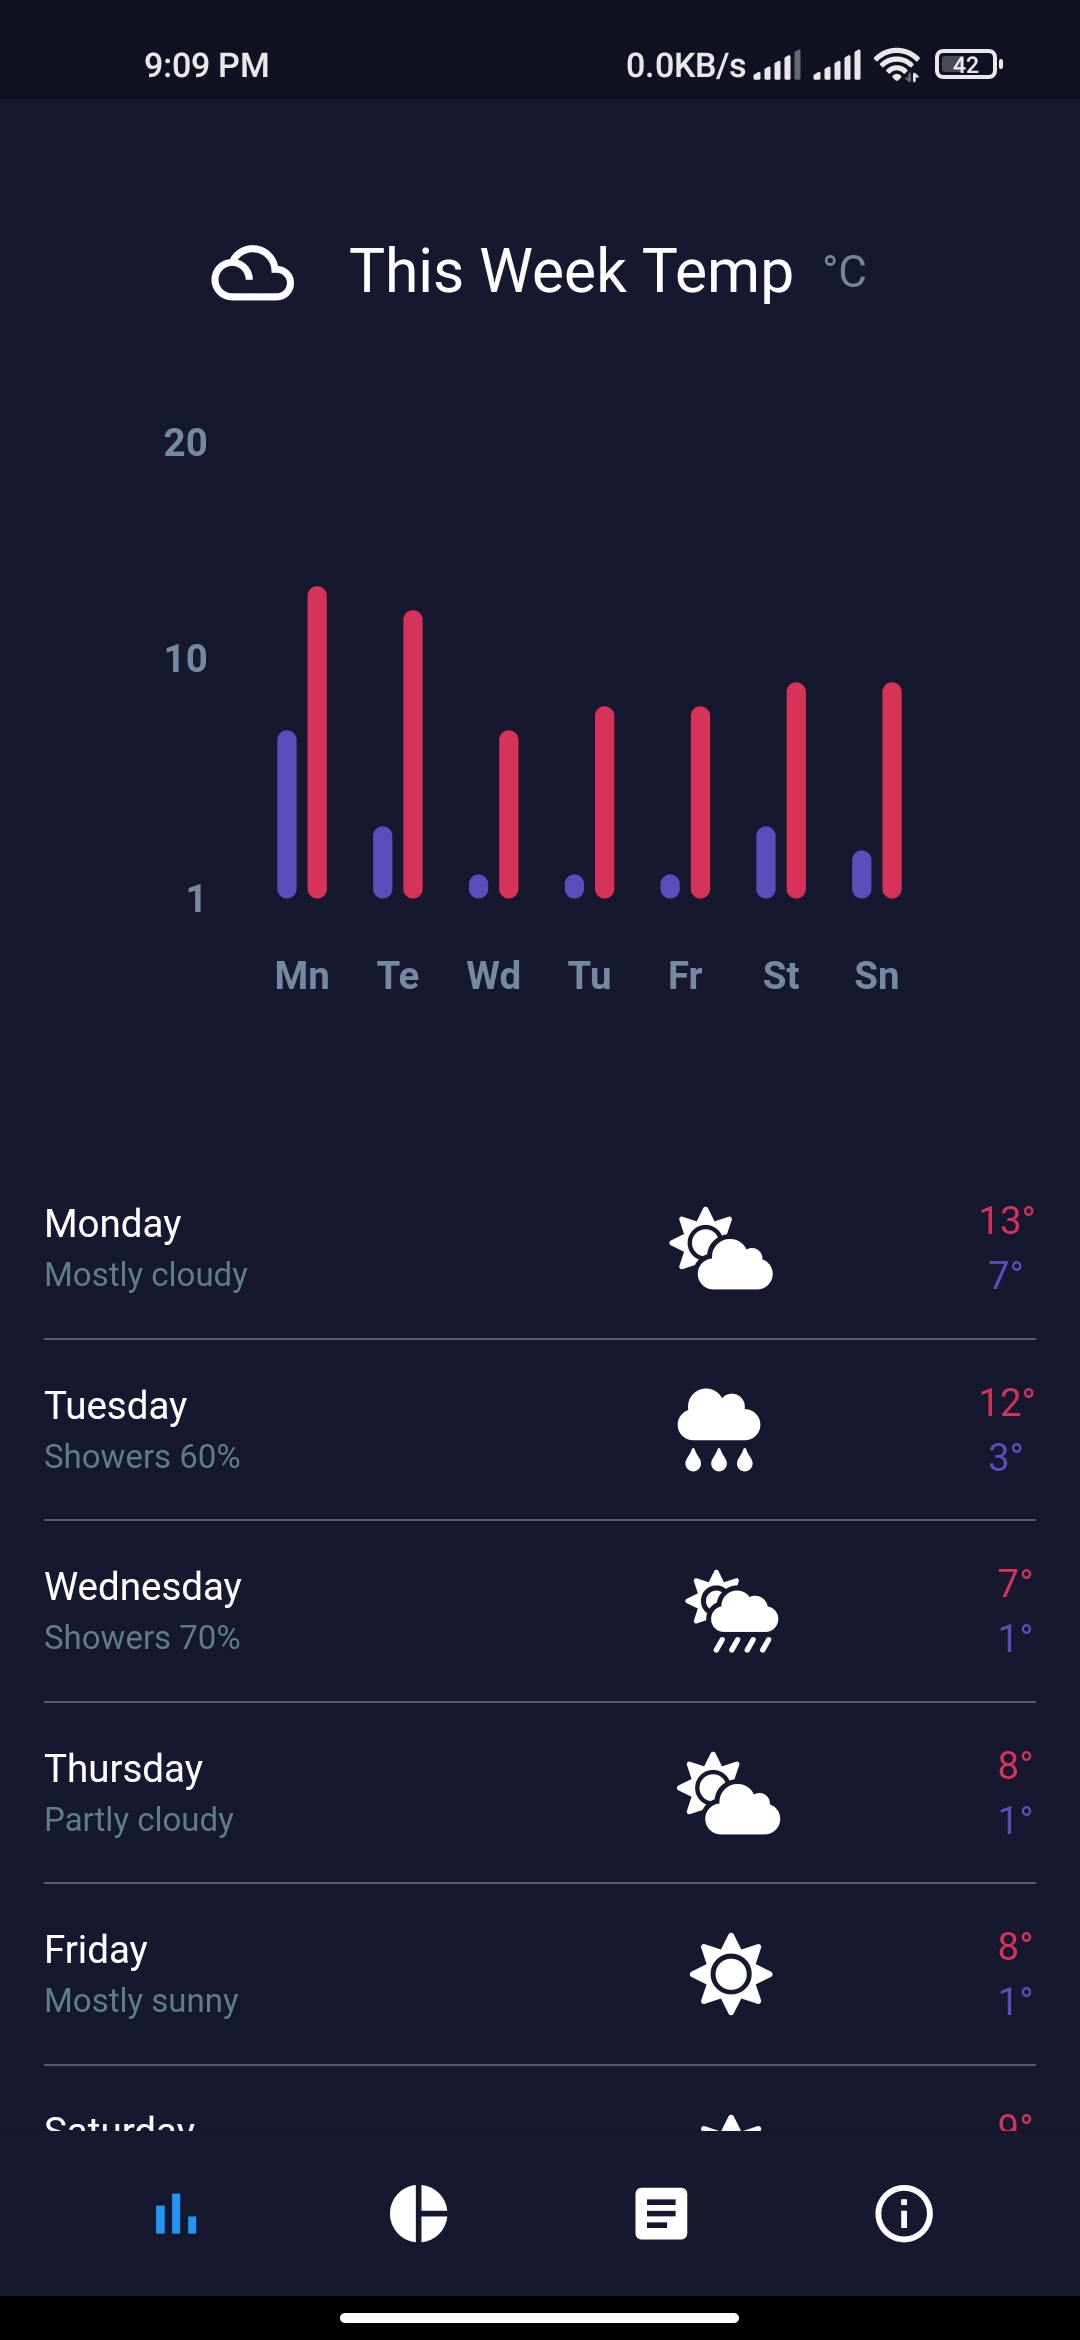 9:09 PM 0.0KB/s 42
This Week Temp °C
20
10
1
Mn Te Wd Tu Fr St Sn
Monday 13°
Mostly cloudy 7°
Tuesday 12°
Showers 60% 3°
Wednesday 7°
Showers 70% 1°
Thursday 8°
Partly cloudy 1°
Friday 8°
Mostly sunny 1°
Saturday 9°